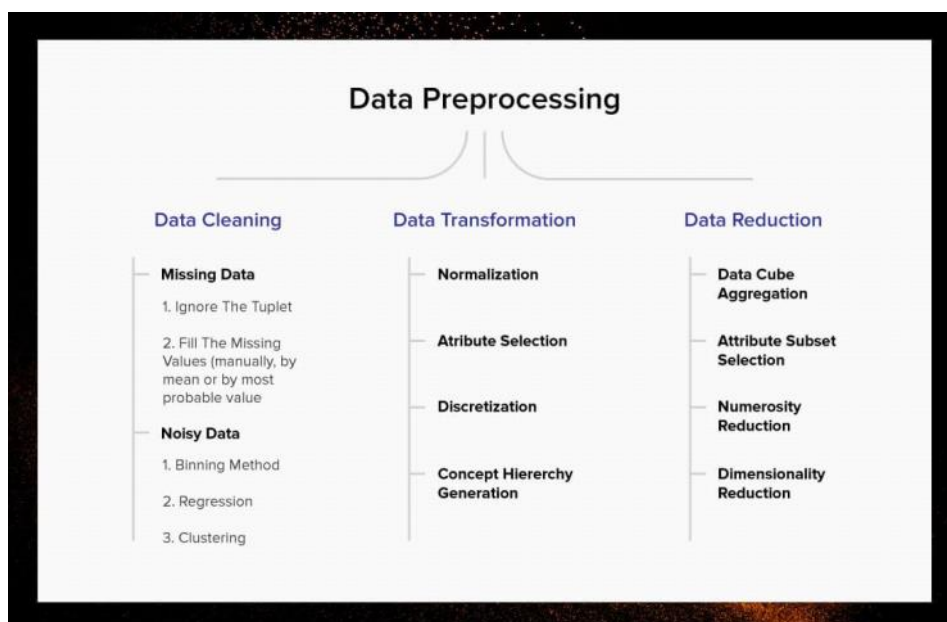 Data Preprocessing
Data Cleaning
Missing Data
1. Ignore The Tuplet
2. Fill The Missing
Values (manually, by
mean or by most
probable value
Noisy Data
1. Binning Method
2. Regression
3. Clustering
Data Transformation
Normalization
Atribute Selection
Discretization
Concept Hiererchy
Generation
Data Reduction
Data Cube
Aggregation
Attribute Subset
Selection
Numerosity
Reduction
Dimensionality
Reduction